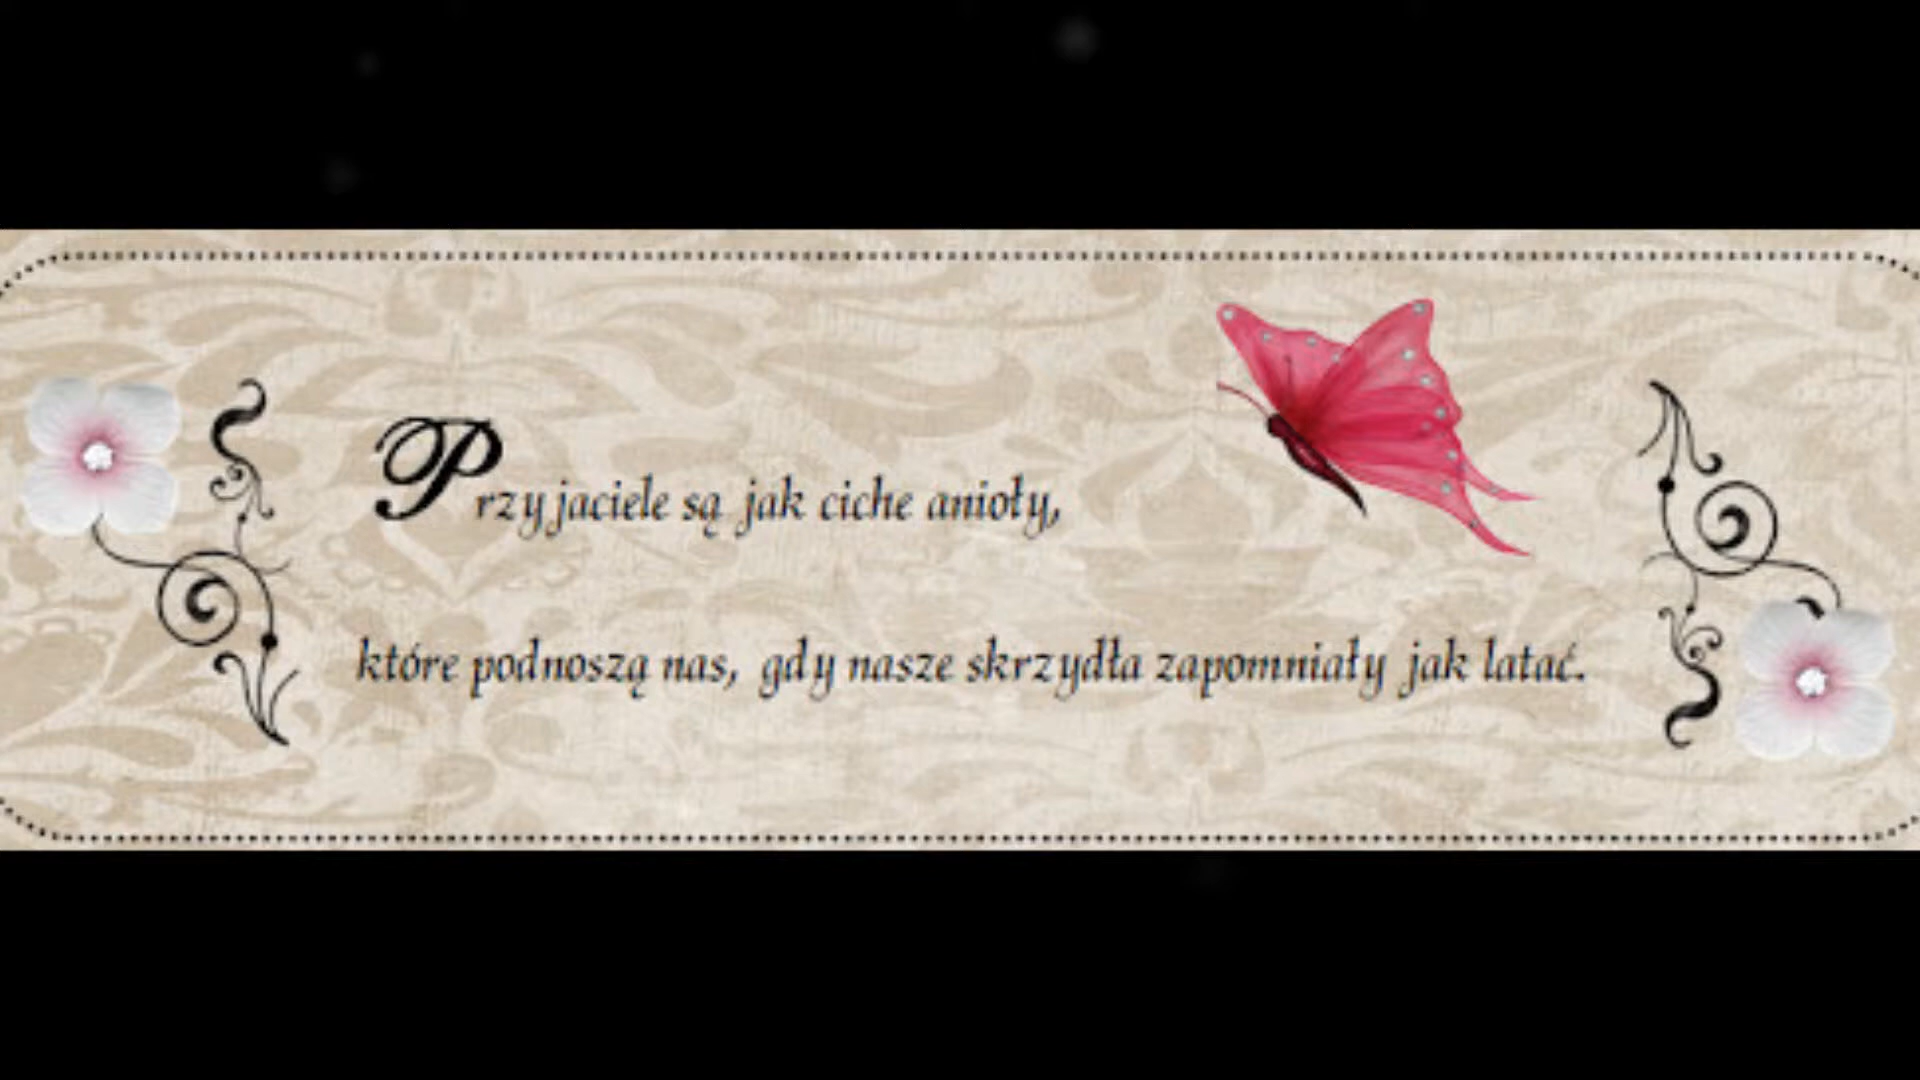 Przyjaciele są jak ciche anioły,
które podnoszą nas, gdy nasze skrzydła zapomniały jak latać.